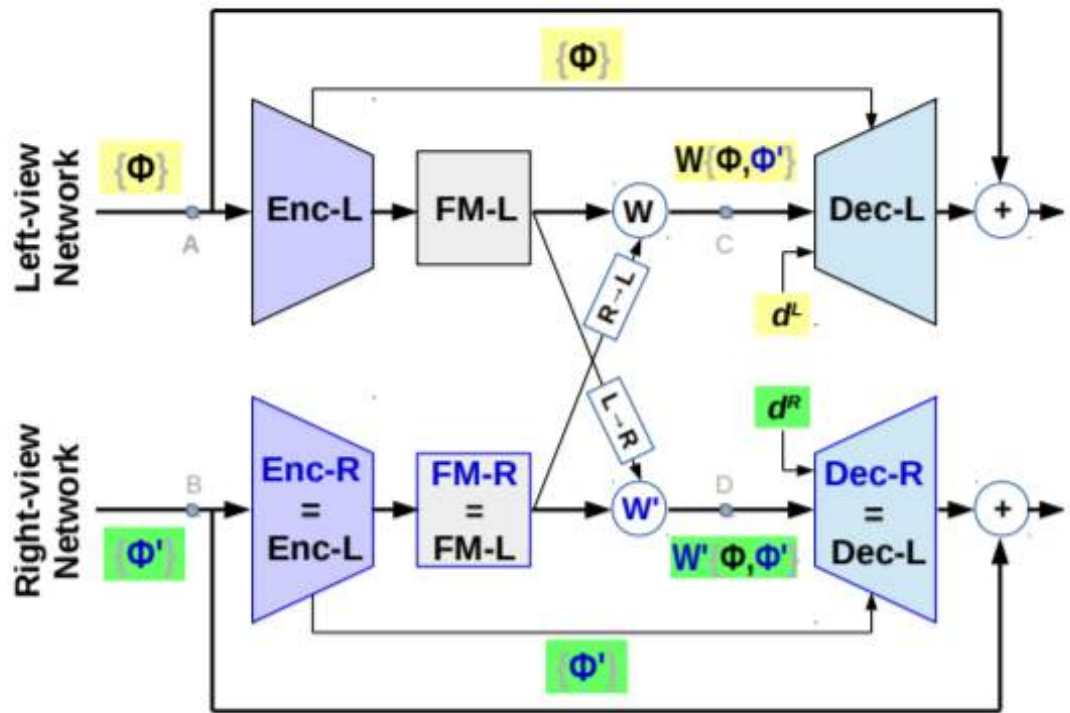 Left-view
Network
{Φ}
A
Enc-L
{Φ}
FM-L
W
W{Φ,Φ'}
C
Dec-L
+
R→L
d^L
Right-view
Network
B
{Φ'}
Enc-R
=
Enc-L
FM-R
=
FM-L
L→R
W'
D
W'{Φ,Φ'}
d^R
Dec-R
=
Dec-L
+
{Φ'}